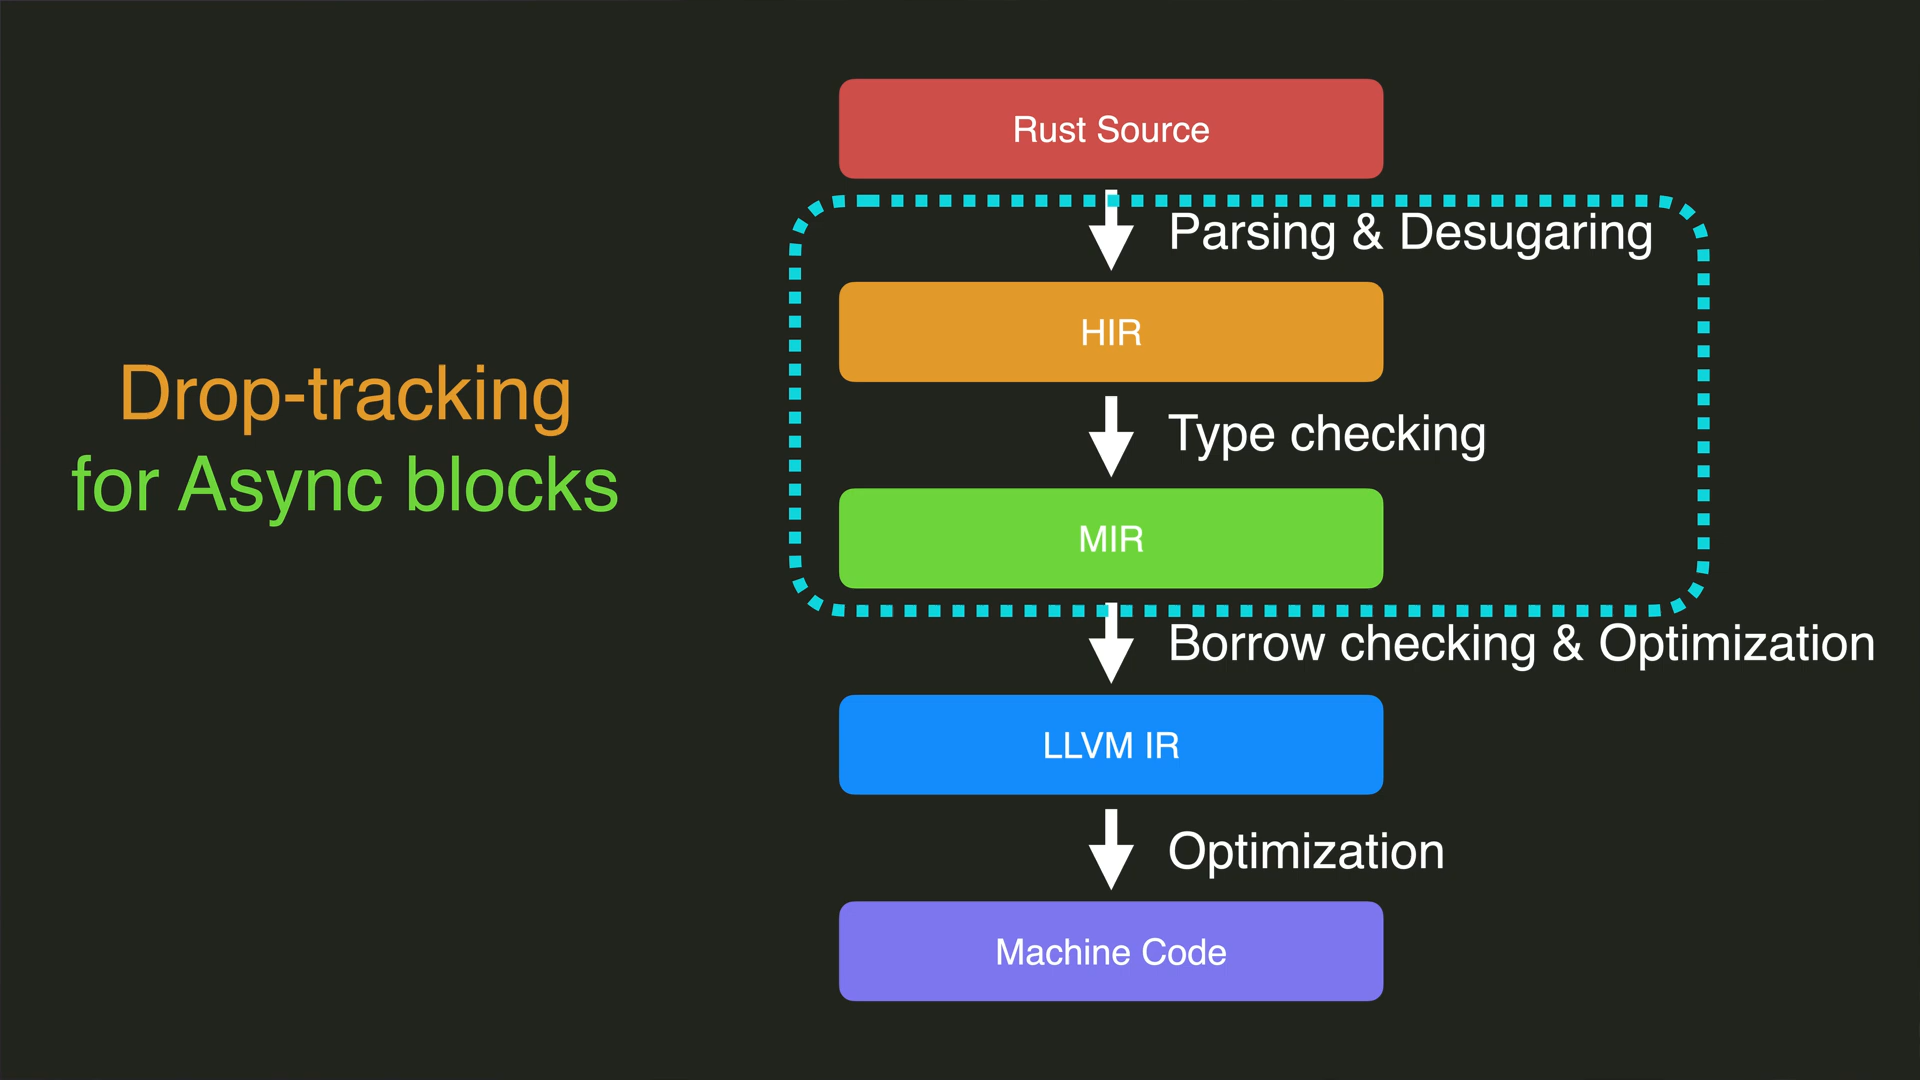 Drop-tracking
for Async blocks
Rust Source
Parsing & Desugaring
HIR
Type checking
MIR
Borrow checking & Optimization
LLVM IR
Optimization
Machine Code